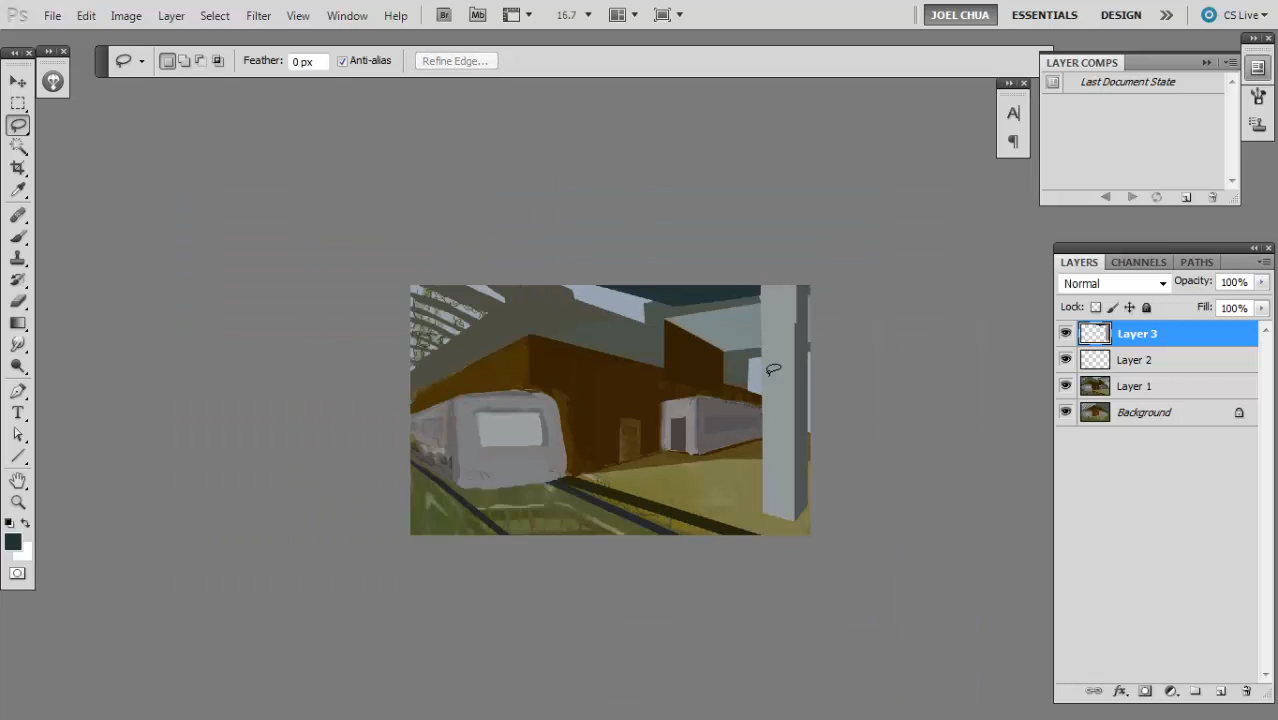 Ps File Edit Image Layer Select Filter View Window Help Br Mb 16.7 JOEL CHUA ESSENTIALS DESIGN CS Live
Feather: 0 px Anti-alias Refine Edge...
LAYER COMPS
Last Document State
A
LAYERS CHANNELS PATHS
Normal Opacity: 100%
Lock: Fill: 100%
Layer 3
Layer 2
Layer 1
Background
T